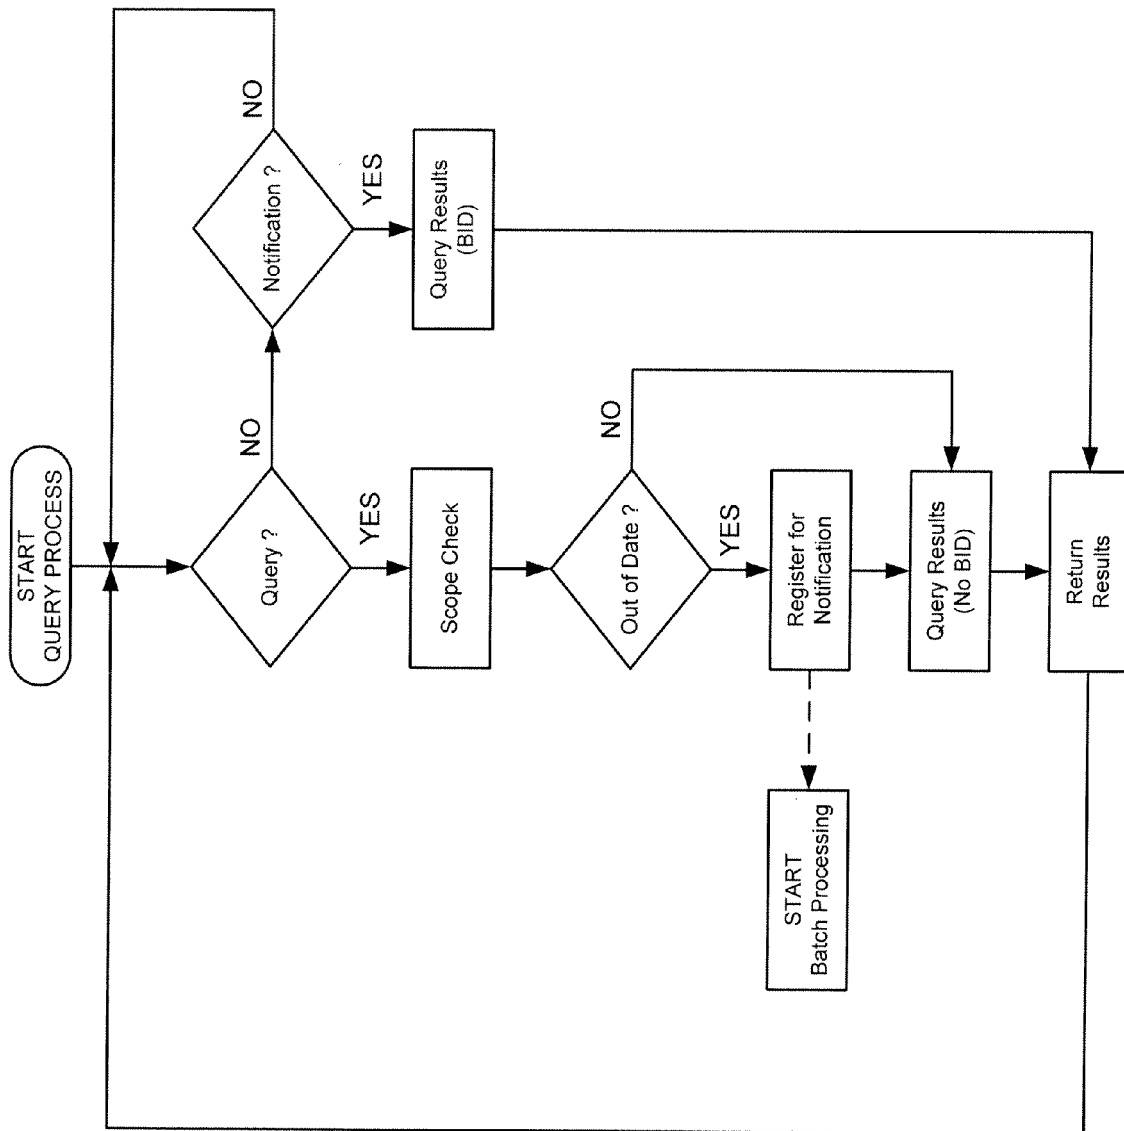 START
QUERY PROCESS
Query ?
NO
Notification ?
NO
YES
YES
Scope Check
Query Results
(BID)
Out of Date ?
NO
YES
Register for
Notification
START
Batch Processing
Query Results
(No BID)
Return
Results